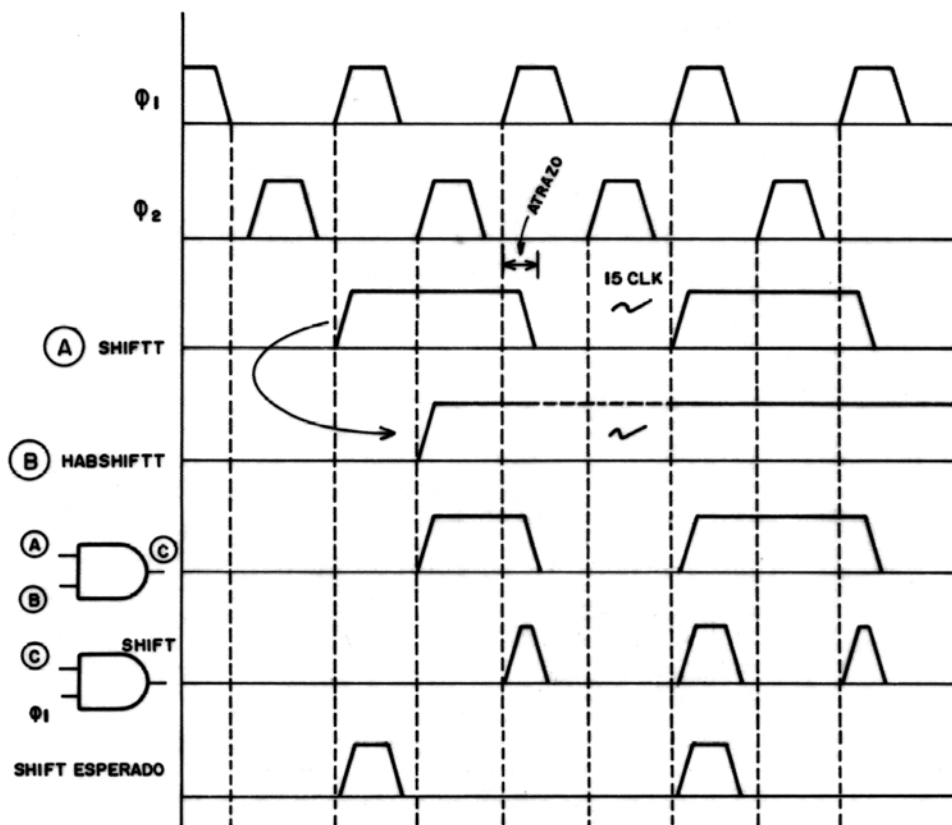 Φ1
Φ2
ATRAZO
15 CLK
A SHIFTT
B HABSHIFTT
A
B
C
SHIFT
C
Φ1
SHIFT ESPERADO